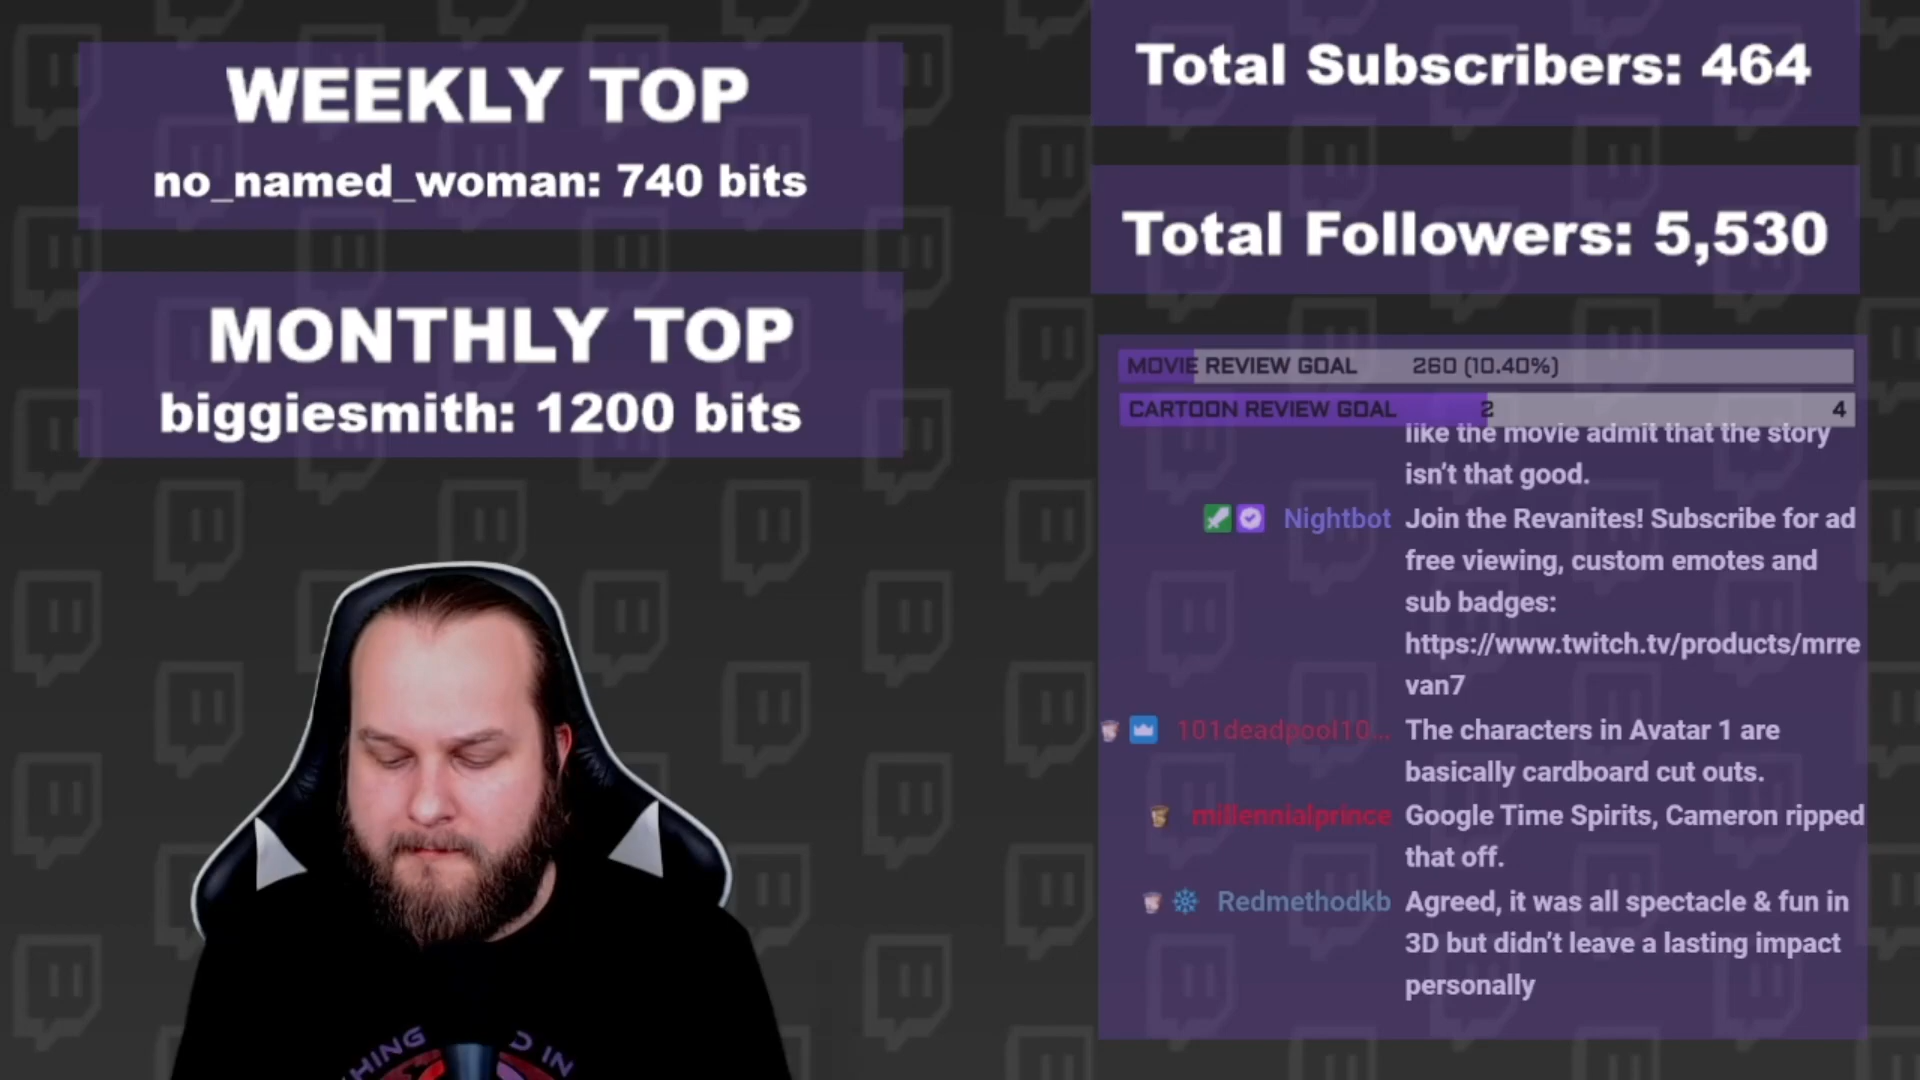 WEEKLY TOP
no_named_woman: 740 bits
MONTHLY TOP
biggiesmith: 1200 bits
Total Subscribers: 464
Total Followers: 5,530
MOVIE REVIEW GOAL 260 (10.40%)
CARTOON REVIEW GOAL 2 4
like the movie admit that the story
isn't that good.
Nightbot Join the Revanites! Subscribe for ad
free viewing, custom emotes and
sub badges:
https://www.twitch.tv/products/mrre
van7
101deadpool10... The characters in Avatar 1 are
basically cardboard cut outs.
millennialprince Google Time Spirits, Cameron ripped
that off.
Redmethodkb Agreed, it was all spectacle & fun in
3D but didn't leave a lasting impact
personally